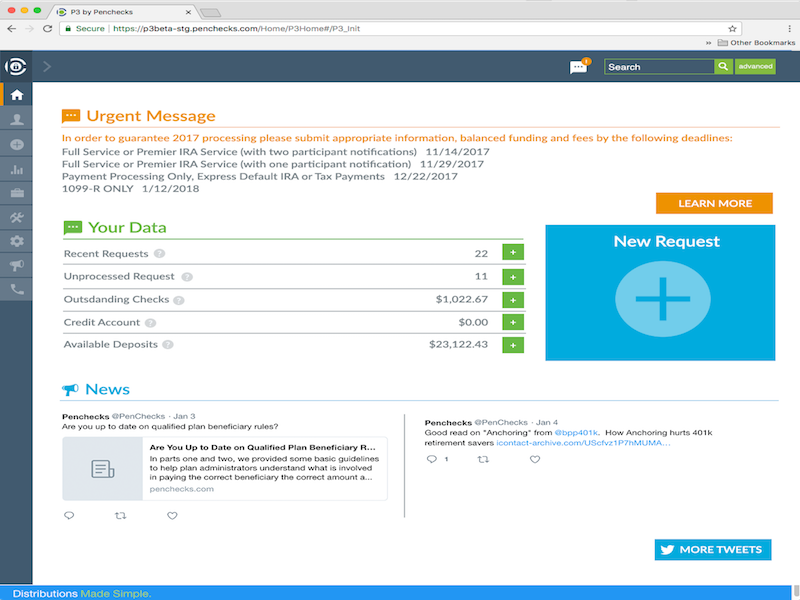 P3 by Penchecks
Secure
https://p3beta-stg.penchecks.com/Home/P3Home#/P3_init
Other Bookmarks
1
Search
advanced
Urgent Message
In order to guarantee 2017 processing please submit appropriate information, balanced funding and fees by the following deadlines:
Full Service or Premier IRA Service (with two participant notifications) 11/14/2017
Full Service or Premier IRA Service (with one participant notification) 11/29/2017
Payment Processing Only, Express Default IRA or Tax Payments 12/22/2017
1099-R ONLY 1/12/2018
LEARN MORE
Your Data
Recent Requests ? 22 +
Unprocessed Request ? 11 +
Outsdanding Checks ? $1,022.67 +
Credit Account ? $0.00 +
Available Deposits ? $23,122.43 +
New Request
News
Penchecks @PenChecks · Jan 3
Are you up to date on qualified plan beneficiary rules?
Are You Up to Date on Qualified Plan Beneficiary R...
In parts one and two, we provided some basic guidelines
to help plan administrators understand what is involved
in paying the correct beneficiary the correct amount a...
penchecks.com
Penchecks @PenChecks · Jan 4
Good read on "Anchoring" from @bpp401k. How Anchoring hurts 401k
retirement savers icontact-archive.com/UScfvz1P7hMUMA...
1
MORE TWEETS
Distributions Made Simple.